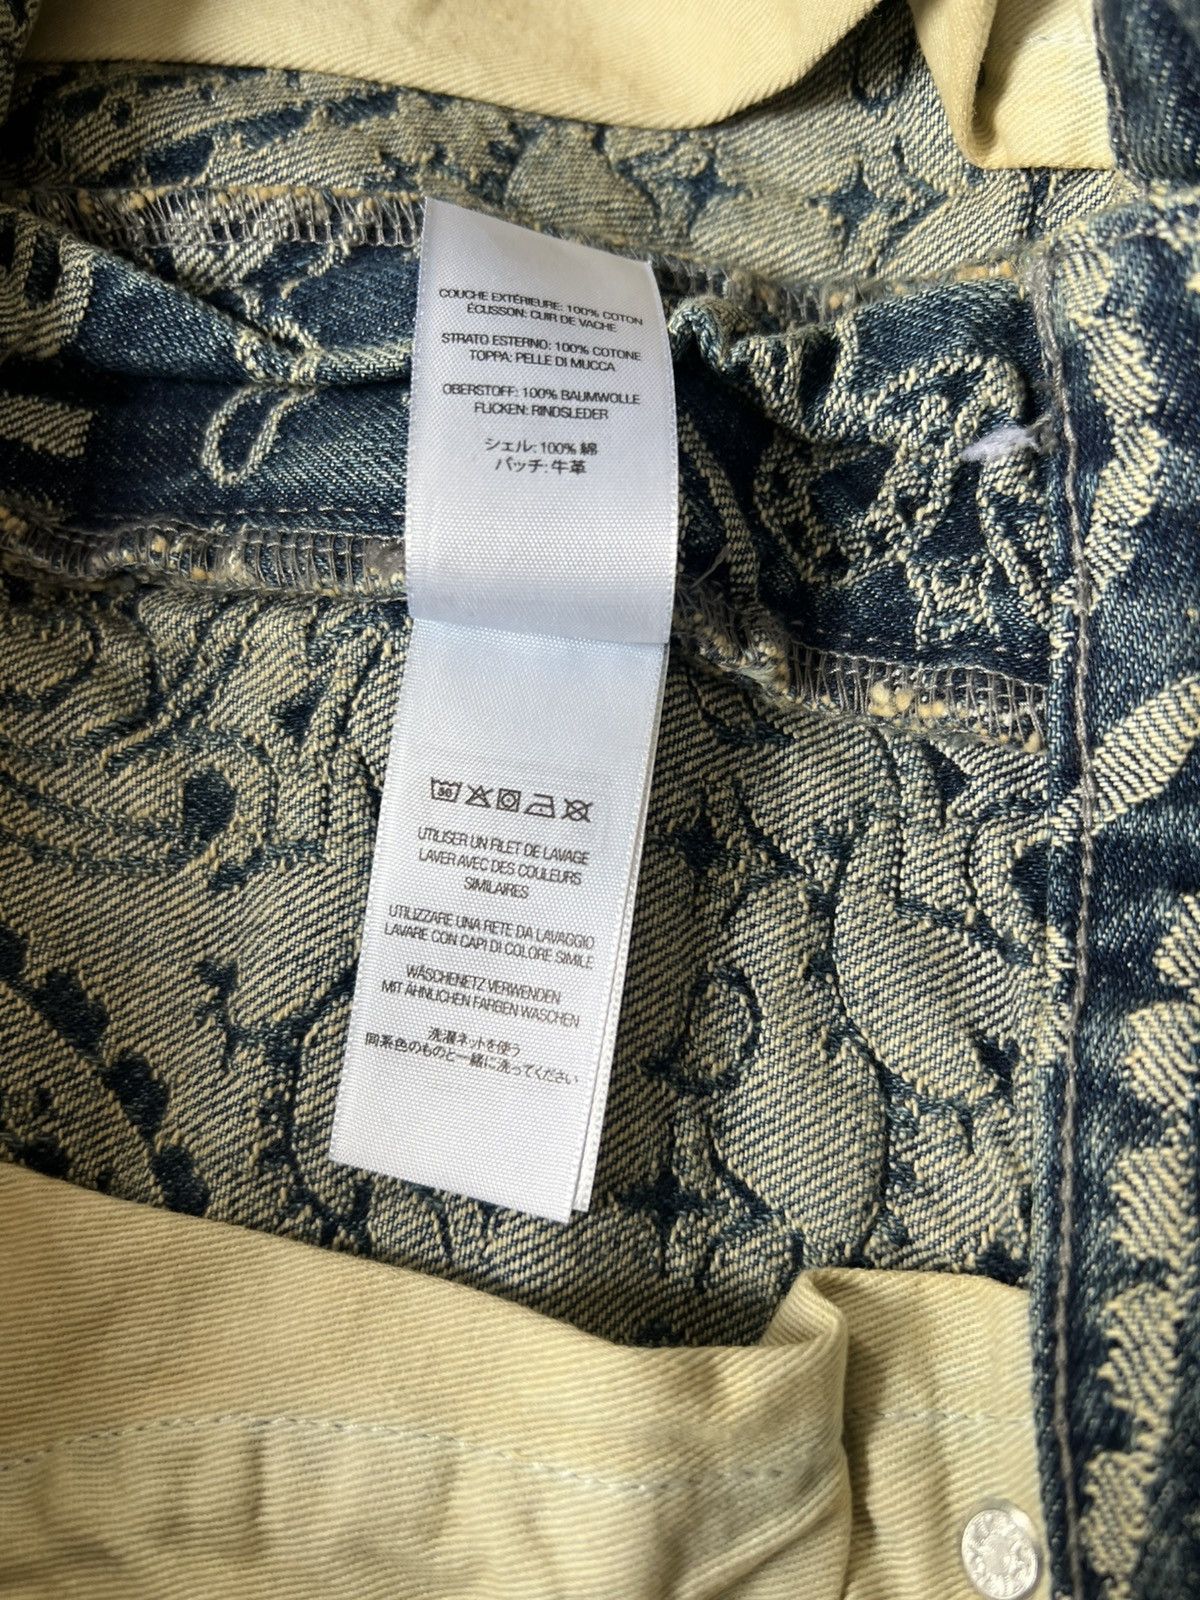 COUCHE EXTÉRIEURE: 100% COTON
ÉCUSSON: CUIR DE VACHE
STRATO ESTERNO: 100% COTONE
TOPPA: PELLE DI MUCCA
OBERSTOFF: 100% BAUMWOLLE
FLICKEN: RINDSLEDER
シェル: 100% 綿
パッチ: 牛革
30
UTILISER UN FILET DE LAVAGE
LAVER AVEC DES COULEURS
SIMILAIRES
UTILIZZARE UNA RETE DA LAVAGGIO
LAVARE CON CAPI DI COLORE SIMILE
WÄSCHENETZ VERWENDEN
MIT ÄHNLICHEN FARBEN WASCHEN
洗濯ネットを使う
同系色のものと一緒に洗ってください